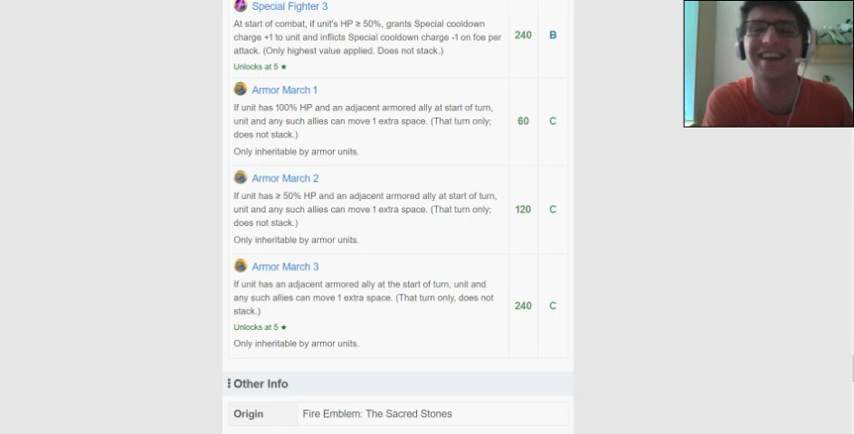 Special Fighter 3
At start of combat, if unit's HP ≥ 50%, grants Special cooldown
charge +1 to unit and inflicts Special cooldown charge -1 on foe per
attack. (Only highest value applied. Does not stack.)
240 B
Unlocks at 5 ★
Armor March 1
If unit has 100% HP and an adjacent armored ally at start of turn,
unit and any such allies can move 1 extra space. (That turn only;
does not stack.)
60 C
Only inheritable by armor units.
Armor March 2
If unit has ≥ 50% HP and an adjacent armored ally at start of turn,
unit and any such allies can move 1 extra space. (That turn only;
does not stack.)
120 C
Only inheritable by armor units.
Armor March 3
If unit has an adjacent armored ally at the start of turn, unit and
any such allies can move 1 extra space. (That turn only, does not
stack.)
240 C
Unlocks at 5 ★
Only inheritable by armor units.
Other Info
Origin Fire Emblem: The Sacred Stones